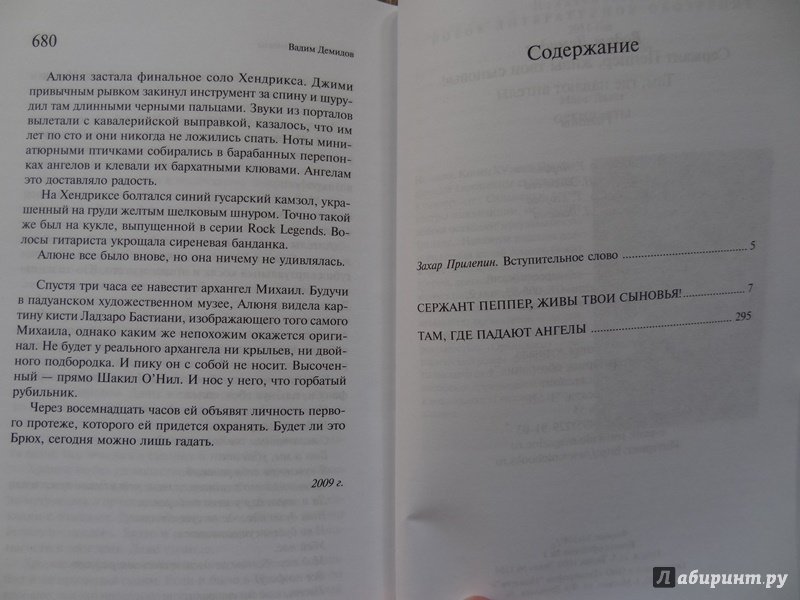 680
Вадим Демидов
Алюня застала финальное соло Хендрикса. Джими
привычным рывком закинул инструмент за спину и шуру-
дил там длинными черными пальцами. Звуки из порталов
вылетали с кавалерийской выправкой, казалось, что им
лет по сто и они никогда не ложились спать. Ноты мини-
атюрными птичками собирались в барабанных перепон-
ках ангелов и клевали их бархатными клювами. Ангелам
это доставляло радость.
На Хендриксе болтался синий гусарский камзол, укра-
шенный на груди желтым шелковым шнуром. Точно такой
же был на кукле, выпущенной в серии Rock Legends. Во-
лосы гитариста укрощала сиреневая банданка.
Алюне все было внове, но она ничему не удивлялась.
Спустя три часа ее навестит архангел Михаил. Будучи
в падуанском художественном музее, Алюня видела кар-
тину кисти Ладзаро Бастиани, изображающего того самого
Михаила, однако каким же непохожим окажется ориги-
нал. Не будет у реального архангела ни крыльев, ни двой-
ного подбородка. И пику он с собой не носит. Высочен-
ный — прямо Шакил О'Нил. И нос у него, что горбатый
рубильник.
Через восемнадцать часов ей объявят личность перво-
го протеже, которого ей придется охранять. Будет ли это
Брюх, сегодня можно лишь гадать.
2009 г.
Содержание
Захар Прилепин. Вступительное слово 5
СЕРЖАНТ ПЕППЕР, ЖИВЫ ТВОИ СЫНОВЬЯ! 7
ТАМ, ГДЕ ПАДАЮТ АНГЕЛЫ 295
Лабиринт.ру